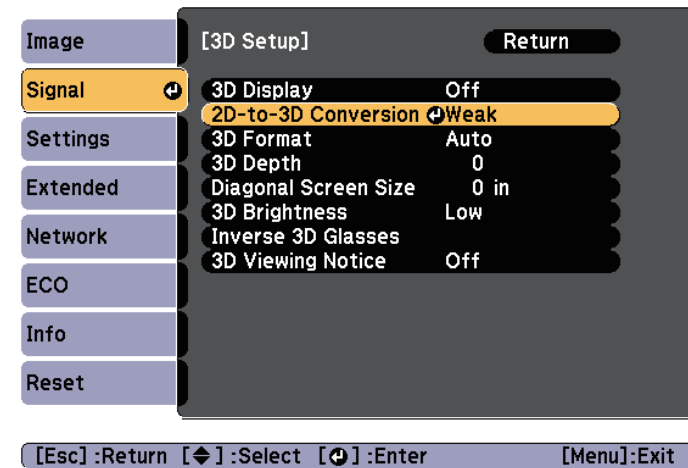 Image
Signal
Settings
Extended
Network
ECO
Info
Reset
[3D Setup] Return
3D Display Off
2D-to-3D Conversion Weak
3D Format Auto
3D Depth 0
Diagonal Screen Size 0 in
3D Brightness Low
Inverse 3D Glasses
3D Viewing Notice Off
[Esc] :Return [◆] :Select [⏎] :Enter [Menu]:Exit